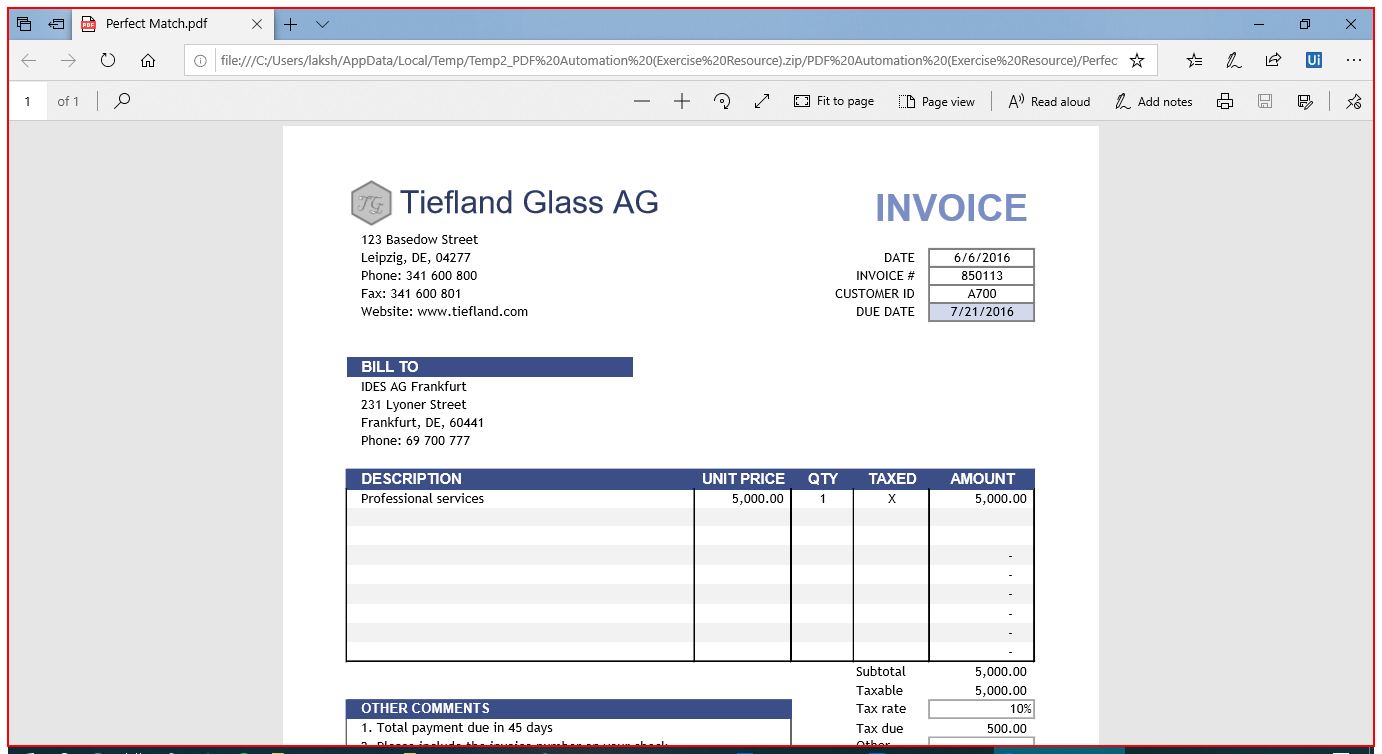 Perfect Match.pdf
file:///C:/Users/laksh/AppData/Local/Temp/Temp2_PDF%20Automation%20(Exercise%20Resource).zip/PDF%20Automation%20(Exercise%20Resource)/Perfec
Ui
1 of 1
Fit to page Page view Read aloud Add notes
TG Tiefland Glass AG
INVOICE
123 Basedow Street
Leipzig, DE, 04277
Phone: 341 600 800
Fax: 341 600 801
Website: www.tiefland.com
DATE 6/6/2016
INVOICE # 850113
CUSTOMER ID A700
DUE DATE 7/21/2016
BILL TO
IDES AG Frankfurt
231 Lyoner Street
Frankfurt, DE, 60441
Phone: 69 700 777
DESCRIPTION UNIT PRICE QTY TAXED AMOUNT
Professional services 5,000.00 1 X 5,000.00
-
-
-
-
-
-
Subtotal 5,000.00
Taxable 5,000.00
Tax rate 10%
Tax due 500.00
Other
OTHER COMMENTS
1. Total payment due in 45 days
2. Please include the invoice number on your check